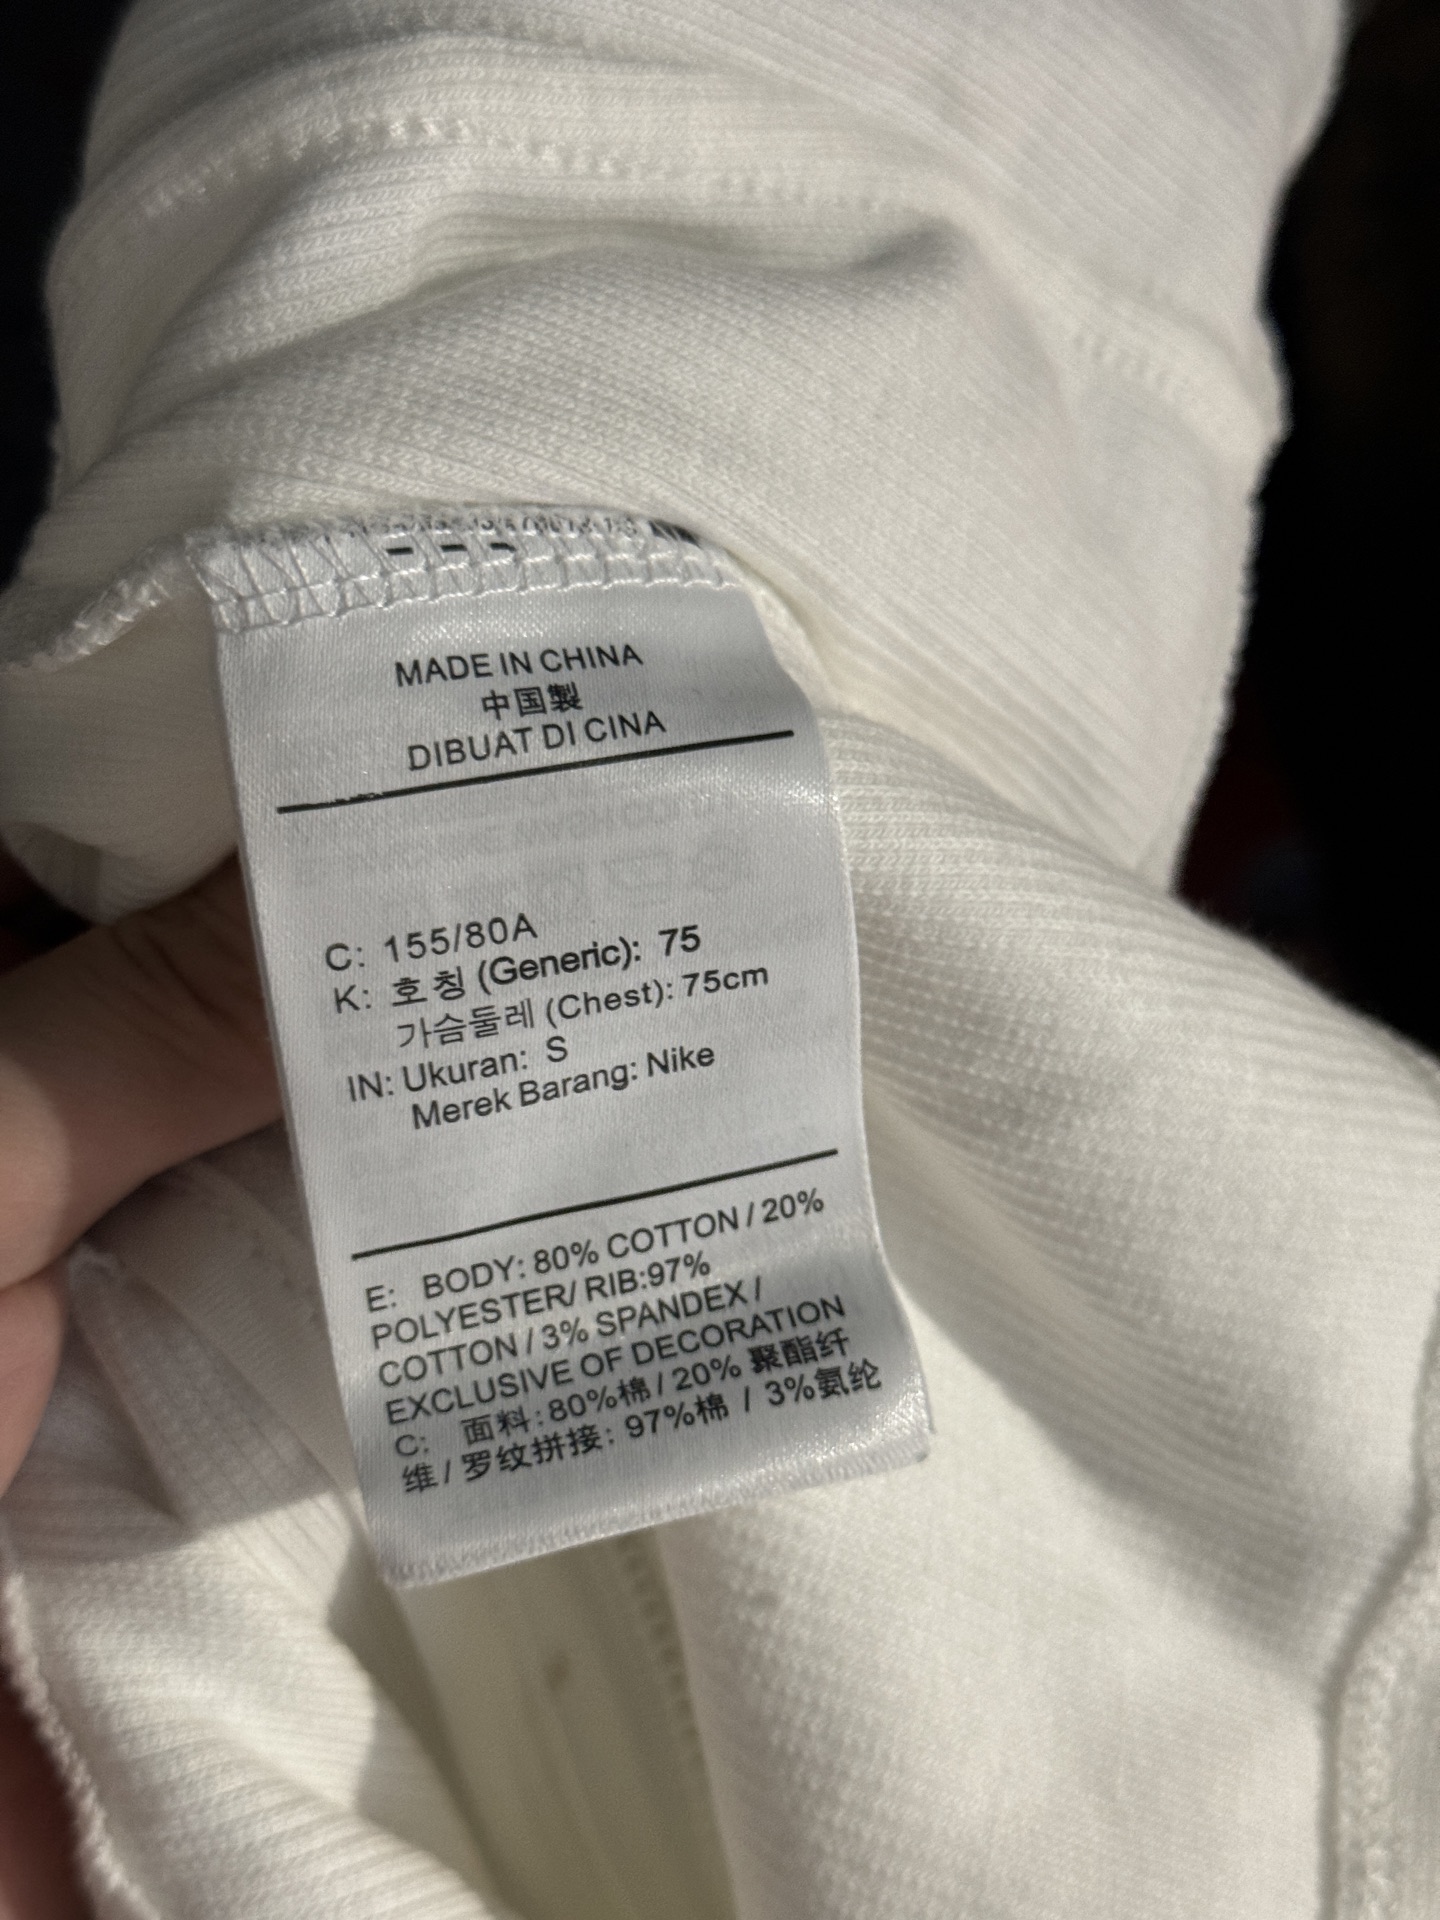 MADE IN CHINA
中国製
DIBUAT DI CINA
C: 155/80A
K: 호칭 (Generic): 75
가슴둘레 (Chest): 75cm
IN: Ukuran: S
Merek Barang: Nike
E: BODY: 80% COTTON / 20%
POLYESTER/ RIB:97%
COTTON / 3% SPANDEX /
EXCLUSIVE OF DECORATION
C: 面料: 80%棉 / 20% 聚酯纤
维 / 罗纹拼接: 97%棉 / 3%氨纶